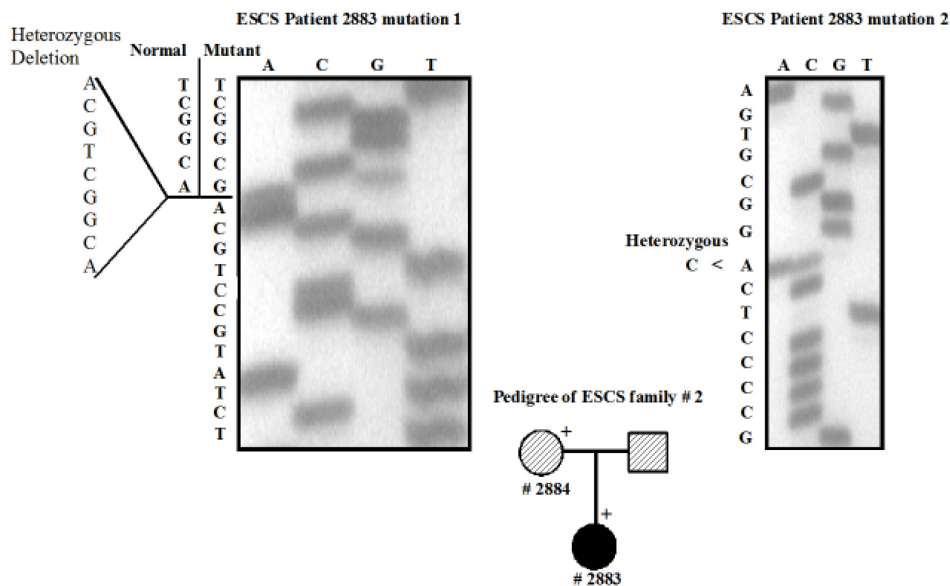 ESCS Patient 2883 mutation 1
Heterozygous
Deletion
Normal
Mutant
A
C
G
T
C
G
G
C
A
T
C
G
G
C
A
T
C
G
G
C
G
A
C
G
T
C
C
G
T
A
T
C
T
A C G T
ESCS Patient 2883 mutation 2
A C G T
A
G
T
G
C
G
G
Heterozygous
C < A
C
T
C
C
C
C
G
Pedigree of ESCS family # 2
+
# 2884
+
# 2883